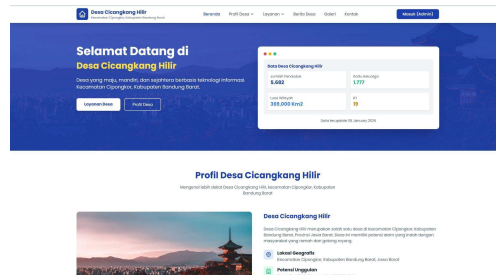 Desa Cicangkang Hilir
Kecamatan Cipongkor, Kabupaten Bandung Barat
Beranda Profil Desa Layanan Berita Desa Galeri Kontak
Masuk (Admin)
Selamat Datang di
Desa Cicangkang Hilir
Desa yang maju, mandiri, dan sejahtera berbasis teknologi informasi.
Kecamatan Cipongkor, Kabupaten Bandung Barat.
Layanan Desa
Profil Desa
Data Desa Cicangkang Hilir
Jumlah Penduduk
5.682
Kartu Keluarga
1.777
Luas Wilayah
369,000 Km2
RT
19
Data terupdate 05 January 2026
Profil Desa Cicangkang Hilir
Mengenal lebih dekat Desa Cicangkang Hilir, Kecamatan Cipongkor, Kabupaten
Bandung Barat
Desa Cicangkang Hilir
Desa Cicangkang Hilir merupakan salah satu desa di Kecamatan Cipongkor, Kabupaten
Bandung Barat, Provinsi Jawa Barat. Desa ini memiliki potensi alam yang indah dengan
masyarakat yang ramah dan gotong royong.
Lokasi Geografis
Kecamatan Cipongkor, Kabupaten Bandung Barat, Jawa Barat
Potensi Unggulan